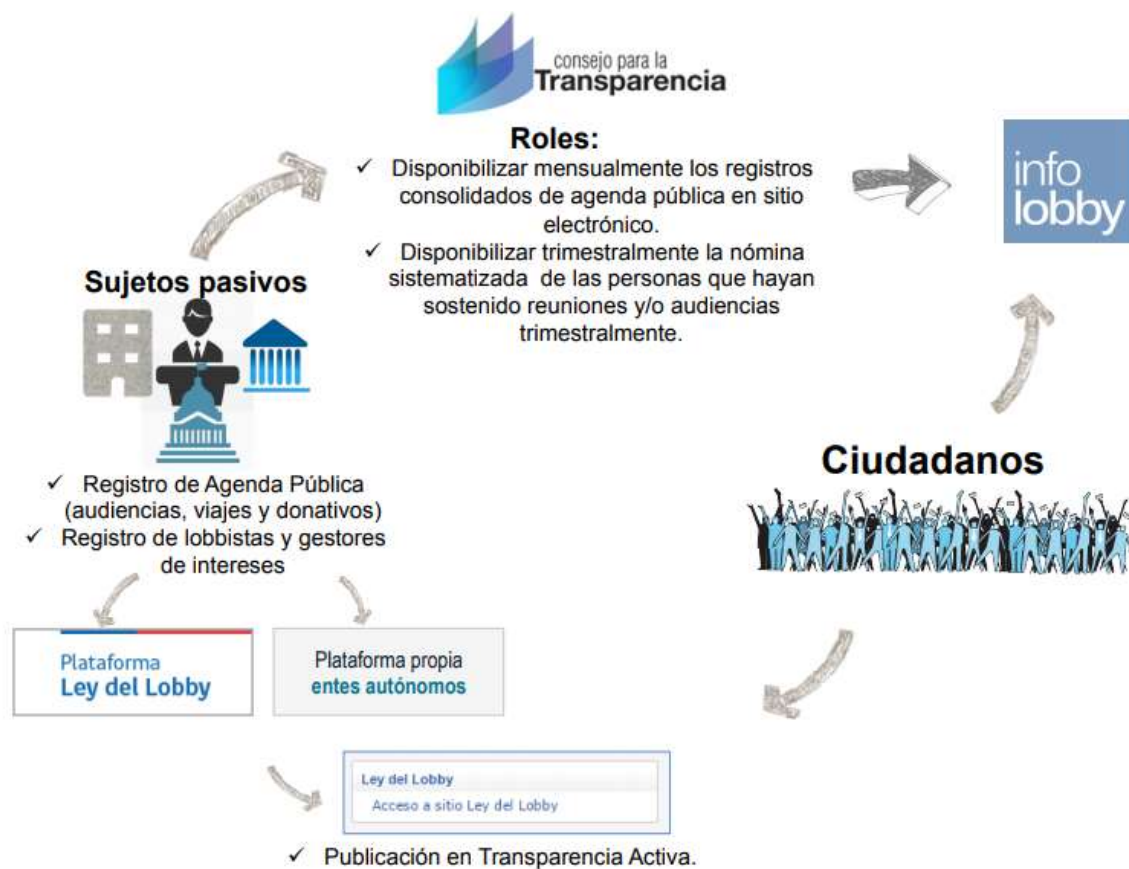 consejo para la
Transparencia
Roles:
✓ Disponibilizar mensualmente los registros
consolidados de agenda pública en sitio
electrónico.
✓ Disponibilizar trimestralmente la nómina
sistematizada de las personas que hayan
sostenido reuniones y/o audiencias
trimestralmente.
info
lobby
Sujetos pasivos
✓ Registro de Agenda Pública
(audiencias, viajes y donativos)
✓ Registro de lobbistas y gestores
de intereses
Ciudadanos
Plataforma
Ley del Lobby
Plataforma propia
entes autónomos
Ley del Lobby
Acceso a sitio Ley del Lobby
✓ Publicación en Transparencia Activa.